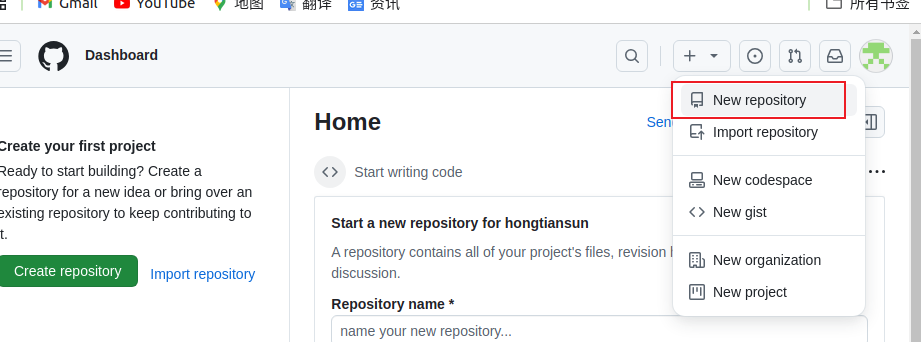 Gmail YouTube 地图 翻译 资讯 所有书签
Dashboard
New repository
Import repository
New codespace
New gist
New organization
New project
Create your first project
Ready to start building? Create a
repository for a new idea or bring over an
existing repository to keep contributing to
it.
Create repository Import repository
Home
Start writing code
Start a new repository for hongtiansun
A repository contains all of your project's files, revision
discussion.
Repository name *
name your new repository...